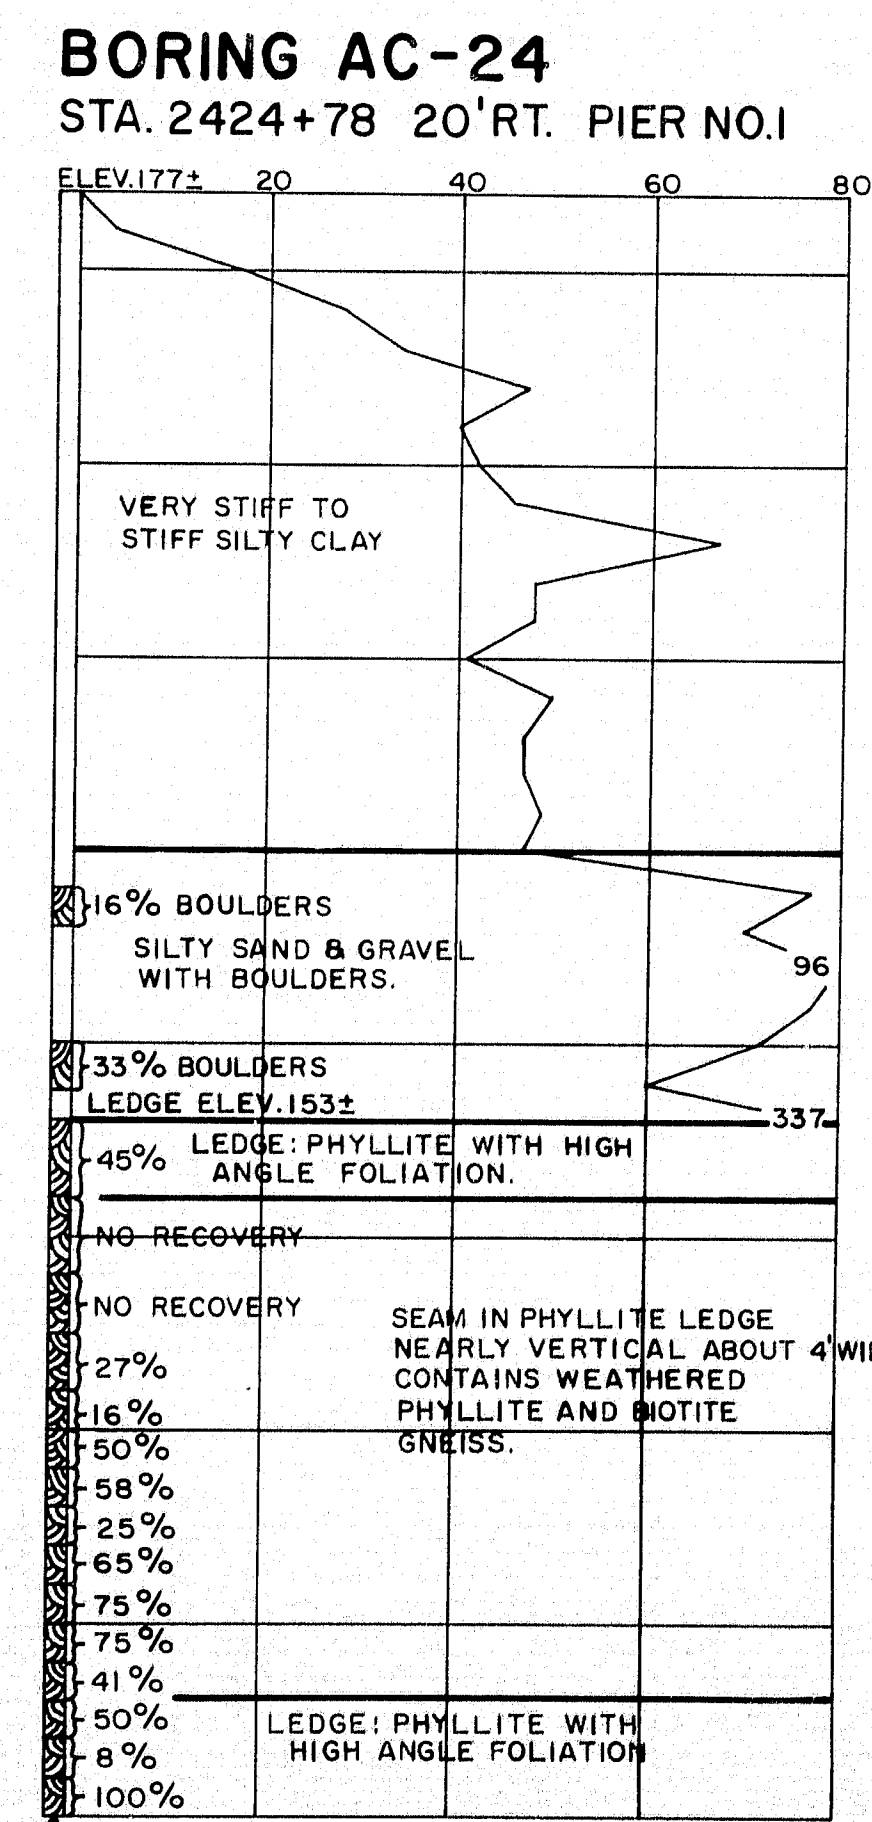 BORING AC-24
STA. 2424+78 20'RT. PIER NO.1
ELEV. 177± 20 40 60 80
VERY STIFF TO
STIFF SILTY CLAY
16% BOULDERS
SILTY SAND & GRAVEL
WITH BOULDERS.
96
33% BOULDERS
LEDGE ELEV. 153±
337
45% LEDGE: PHYLLITE WITH HIGH
ANGLE FOLIATION.
NO RECOVERY
NO RECOVERY
SEAM IN PHYLLITE LEDGE
NEARLY VERTICAL ABOUT 4'
27%
CONTAINS WEATHERED
16% PHYLLITE AND BIOTITE
50% GNEISS.
58%
25%
65%
75%
75%
41%
50% LEDGE: PHYLLITE WITH
8% HIGH ANGLE FOLIATION
100%